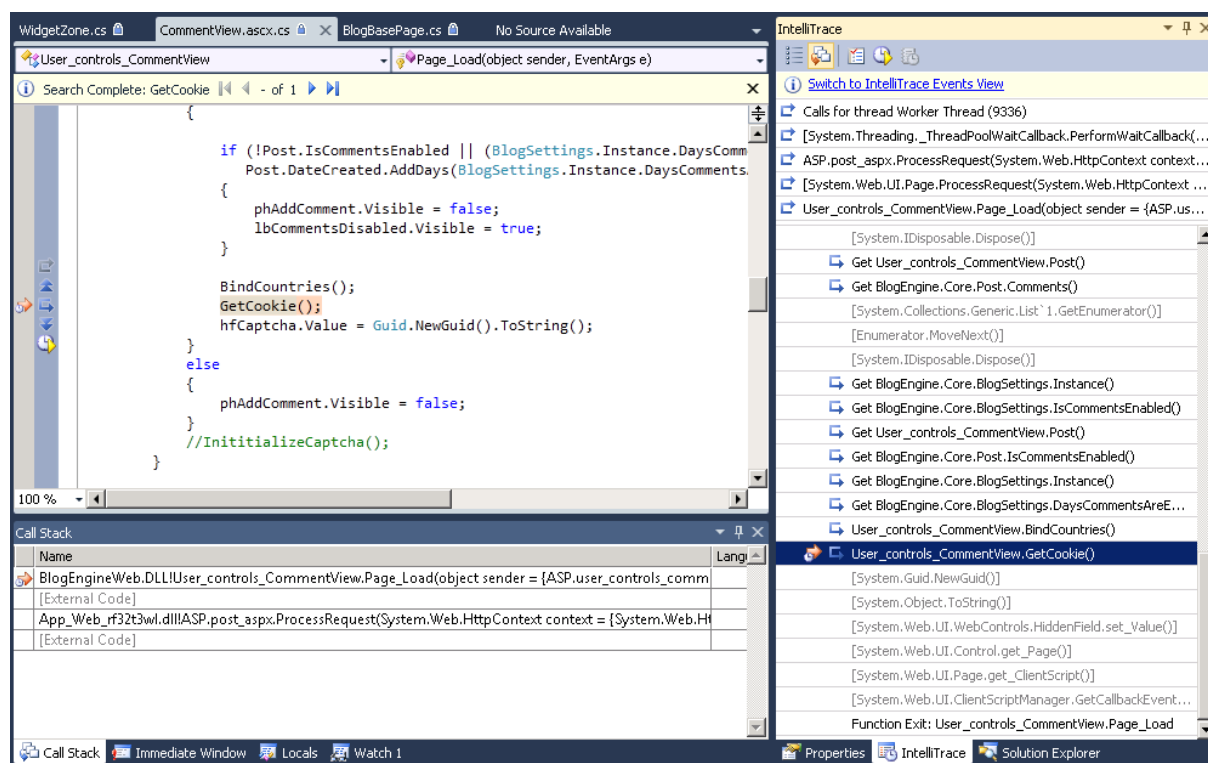 WidgetZone.cs
CommentView.ascx.cs
BlogBasePage.cs
No Source Available
User_controls_CommentView
Page_Load(object sender, EventArgs e)
Search Complete: GetCookie - of 1
{
if (!Post.IsCommentsEnabled || (BlogSettings.Instance.DaysComm
Post.DateCreated.AddDays(BlogSettings.Instance.DaysComments.
{
phAddComment.Visible = false;
lbCommentsDisabled.Visible = true;
}
BindCountries();
GetCookie();
hfCaptcha.Value = Guid.NewGuid().ToString();
}
else
{
phAddComment.Visible = false;
}
//InititializeCaptcha();
}
100 %
Call Stack
Name Langu
BlogEngineWeb.DLL!User_controls_CommentView.Page_Load(object sender = {ASP.user_controls_comm
[External Code]
App_Web_rf32t3wl.dll!ASP.post_aspx.ProcessRequest(System.Web.HttpContext context = {System.Web.Ht
[External Code]
Call Stack Immediate Window Locals Watch 1
IntelliTrace
Switch to IntelliTrace Events View
Calls for thread Worker Thread (9336)
[System.Threading._ThreadPoolWaitCallback.PerformWaitCallback(...
ASP.post_aspx.ProcessRequest(System.Web.HttpContext context...
[System.Web.UI.Page.ProcessRequest(System.Web.HttpContext ...
User_controls_CommentView.Page_Load(object sender = {ASP.us...
[System.IDisposable.Dispose()]
Get User_controls_CommentView.Post()
Get BlogEngine.Core.Post.Comments()
[System.Collections.Generic.List`1.GetEnumerator()]
[Enumerator.MoveNext()]
[System.IDisposable.Dispose()]
Get BlogEngine.Core.BlogSettings.Instance()
Get BlogEngine.Core.BlogSettings.IsCommentsEnabled()
Get User_controls_CommentView.Post()
Get BlogEngine.Core.Post.IsCommentsEnabled()
Get BlogEngine.Core.BlogSettings.Instance()
Get BlogEngine.Core.BlogSettings.DaysCommentsAreE...
User_controls_CommentView.BindCountries()
User_controls_CommentView.GetCookie()
[System.Guid.NewGuid()]
[System.Object.ToString()]
[System.Web.UI.WebControls.HiddenField.set_Value()]
[System.Web.UI.Control.get_Page()]
[System.Web.UI.Page.get_ClientScript()]
[System.Web.UI.ClientScriptManager.GetCallbackEvent...
Function Exit: User_controls_CommentView.Page_Load
Properties IntelliTrace Solution Explorer